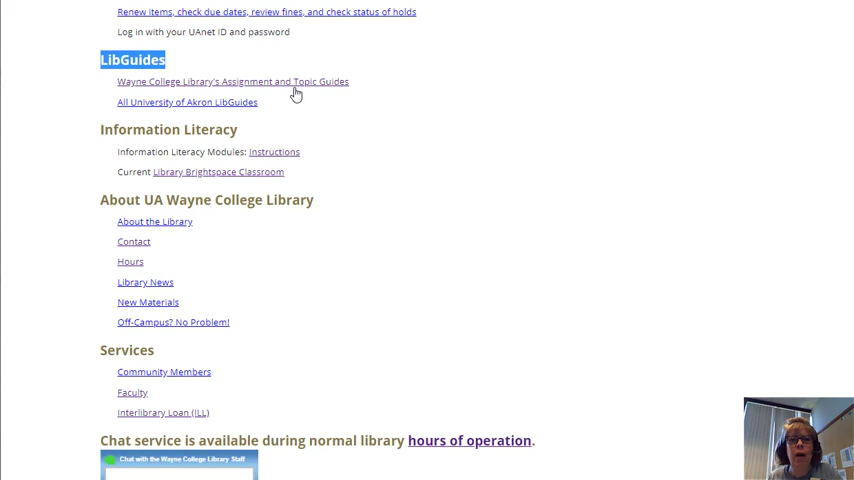 Renew items, check due dates, review fines, and check status of holds
Log in with your UAnet ID and password
LibGuides
Wayne College Library's Assignment and Topic Guides
All University of Akron LibGuides
Information Literacy
Information Literacy Modules: Instructions
Current Library Brightspace Classroom
About UA Wayne College Library
About the Library
Contact
Hours
Library News
New Materials
Off-Campus? No Problem!
Services
Community Members
Faculty
Interlibrary Loan (ILL)
Chat service is available during normal library hours of operation.
Chat with the Wayne College Library Staff